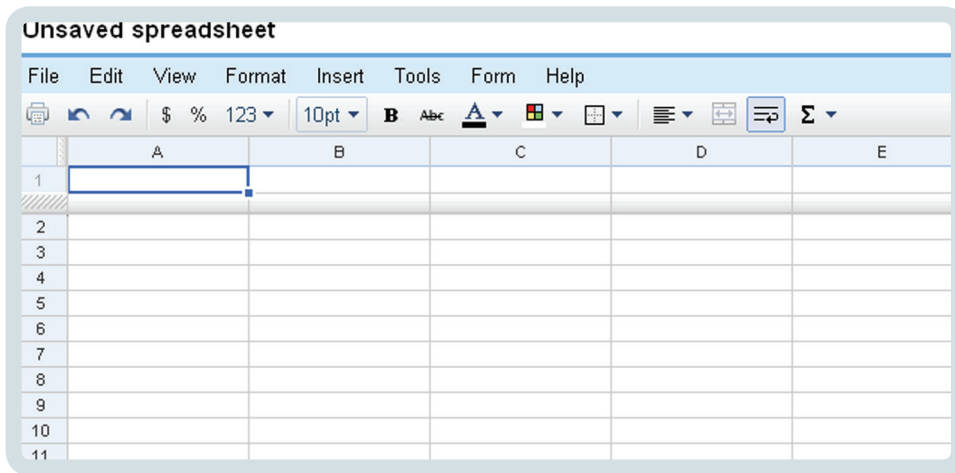 Unsaved spreadsheet
File Edit View Format Insert Tools Form Help
$ % 123 10pt B Abc A Σ
A B C D E
1
2
3
4
5
6
7
8
9
10
11